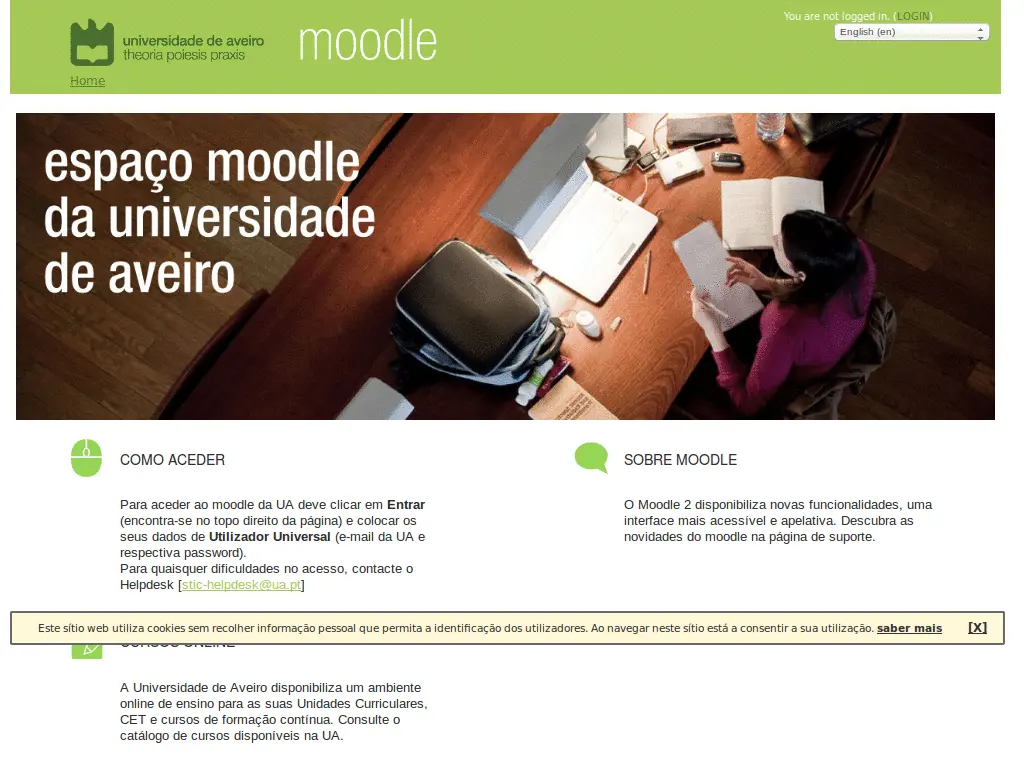 You are not logged in. (LOGIN)
English (en)
universidade de aveiro
theoria poiesis praxis
moodle
Home
espaço moodle
da universidade
de aveiro
COMO ACEDER
Para aceder ao moodle da UA deve clicar em Entrar
(encontra-se no topo direito da página) e colocar os
seus dados de Utilizador Universal (e-mail da UA e
respectiva password).
Para quaisquer dificuldades no acesso, contacte o
Helpdesk [stic-helpdesk@ua.pt]
SOBRE MOODLE
O Moodle 2 disponibiliza novas funcionalidades, uma
interface mais acessível e apelativa. Descubra as
novidades do moodle na página de suporte.
Este sítio web utiliza cookies sem recolher informação pessoal que permita a identificação dos utilizadores. Ao navegar neste sítio está a consentir a sua utilização. saber mais [X]
CURSOS ONLINE
A Universidade de Aveiro disponibiliza um ambiente
online de ensino para as suas Unidades Curriculares,
CET e cursos de formação contínua. Consulte o
catálogo de cursos disponíveis na UA.